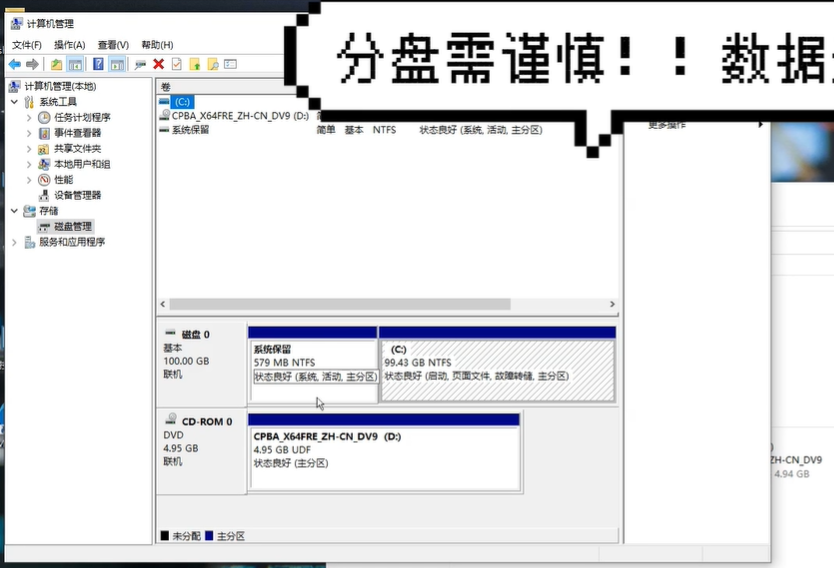 计算机管理
文件(F) 操作(A) 查看(V) 帮助(H)
分盘需谨慎！！数据
计算机管理(本地)
系统工具
任务计划程序
事件查看器
共享文件夹
本地用户和组
性能
设备管理器
存储
磁盘管理
服务和应用程序
卷
(C:)
CPBA_X64FRE_ZH-CN_DV9 (D:)
系统保留 简单 基本 NTFS 状态良好 (系统, 活动, 主分区)
更多操作
磁盘 0
基本
100.00 GB
联机
系统保留
579 MB NTFS
状态良好 (系统, 活动, 主分区)
(C:)
99.43 GB NTFS
状态良好 (启动, 页面文件, 故障转储, 主分区)
CD-ROM 0
DVD
4.95 GB
联机
CPBA_X64FRE_ZH-CN_DV9 (D:)
4.95 GB UDF
状态良好 (主分区)
未分配 主分区
ZH-CN_DV9
4.94 GB